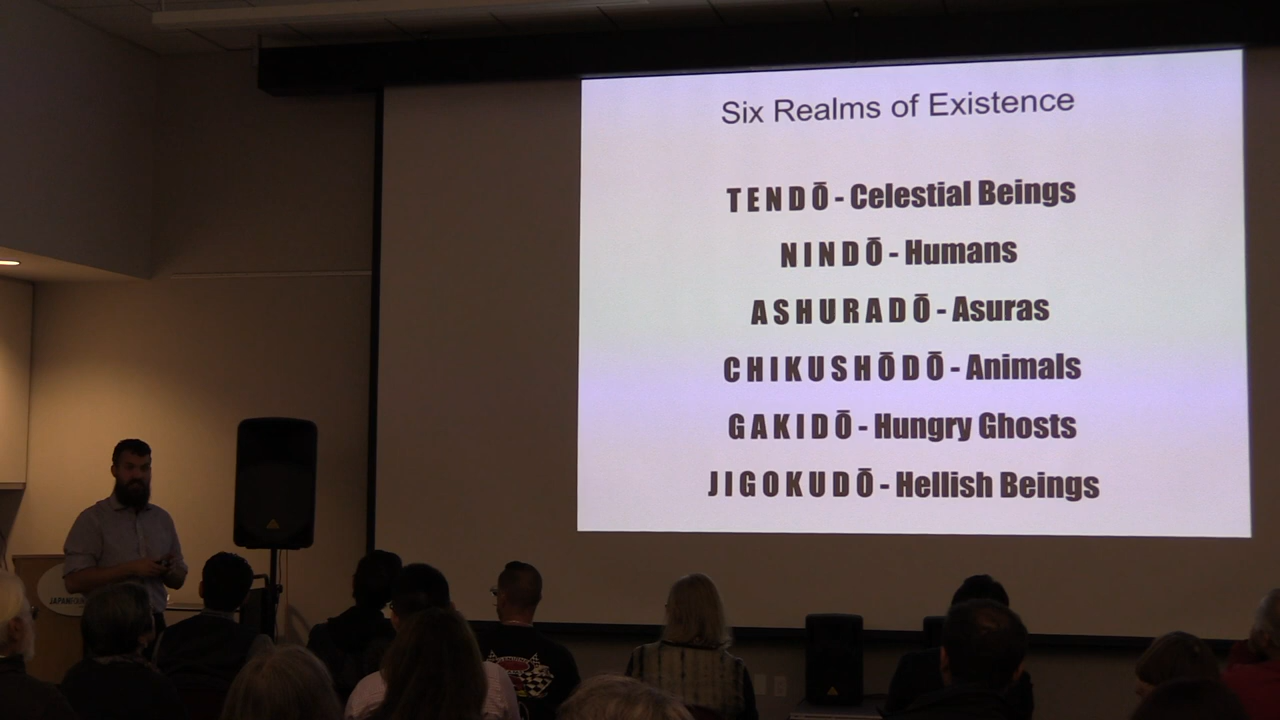 Six Realms of Existence
TENDŌ - Celestial Beings
NINDŌ - Humans
ASHURADŌ - Asuras
CHIKUSHŌDŌ - Animals
GAKIDŌ - Hungry Ghosts
JIGOKUDŌ - Hellish Beings